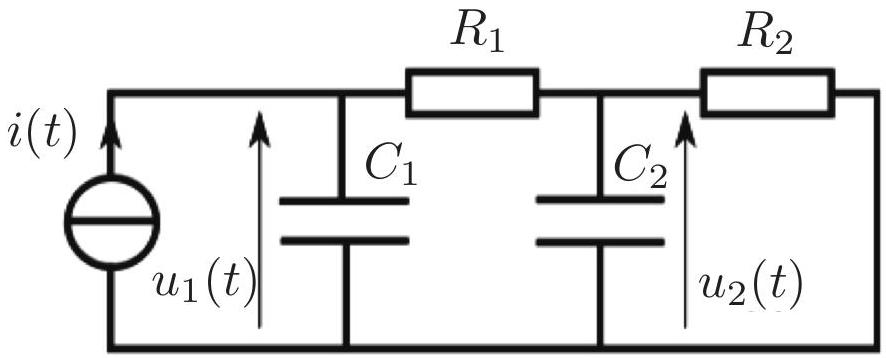 R₁
R₂
i(t)
C₁
C₂
u₁(t)
u₂(t)